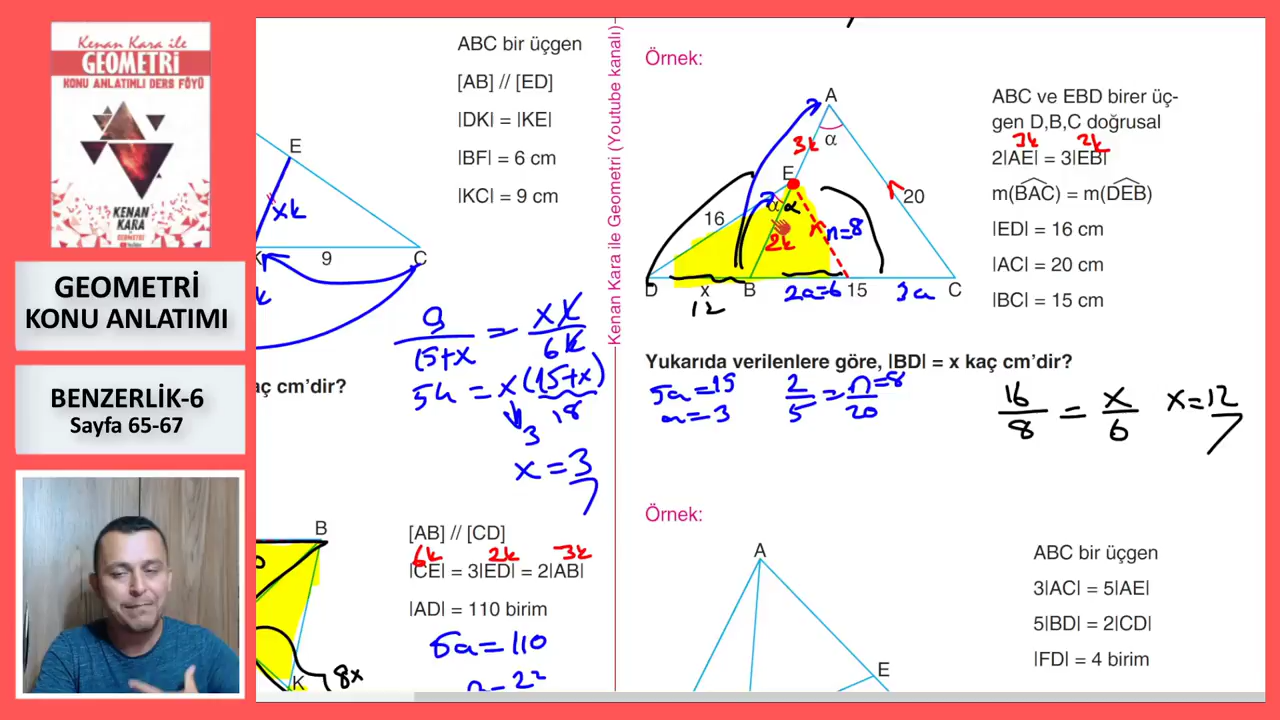 Kenan Kara ile
GEOMETRİ
KONU ANLATIMLI DERS FÖYÜ
KENAN
KARA
GEOMETRİ
KONU ANLATIMI
BENZERLİK-6
Sayfa 65-67
E
xk
K
9
C
k
ABC bir üçgen
[AB] // [ED]
|DK| = |KE|
|BF| = 6 cm
|KC| = 9 cm
9/(15+x) = xk/6k
54 = x(15+x)
3
18
x = 3
aç cm'dir?
B
K
8x
[AB] // [CD]
6k 2k 3k
|CE| = 3|ED| = 2|AB|
|AD| = 110 birim
5a = 110
a = 22
Kenan Kara ile Geometri (Youtube kanalı)
Örnek:
A
α
3k
E
α α
16
2k
n=8
20
D
x
B
2a=6
15
3a
C
12
ABC ve EBD birer üç-
gen D,B,C doğrusal
3k 2k
2|AE| = 3|EB|
m(BAC) = m(DEB)
|ED| = 16 cm
|AC| = 20 cm
|BC| = 15 cm
Yukarıda verilenlere göre, |BD| = x kaç cm'dir?
5a = 15
a = 3
2/5 = n/20
=8
16/8 = x/6
x=12
Örnek:
A
E
ABC bir üçgen
3|AC| = 5|AE|
5|BD| = 2|CD|
|FD| = 4 birim